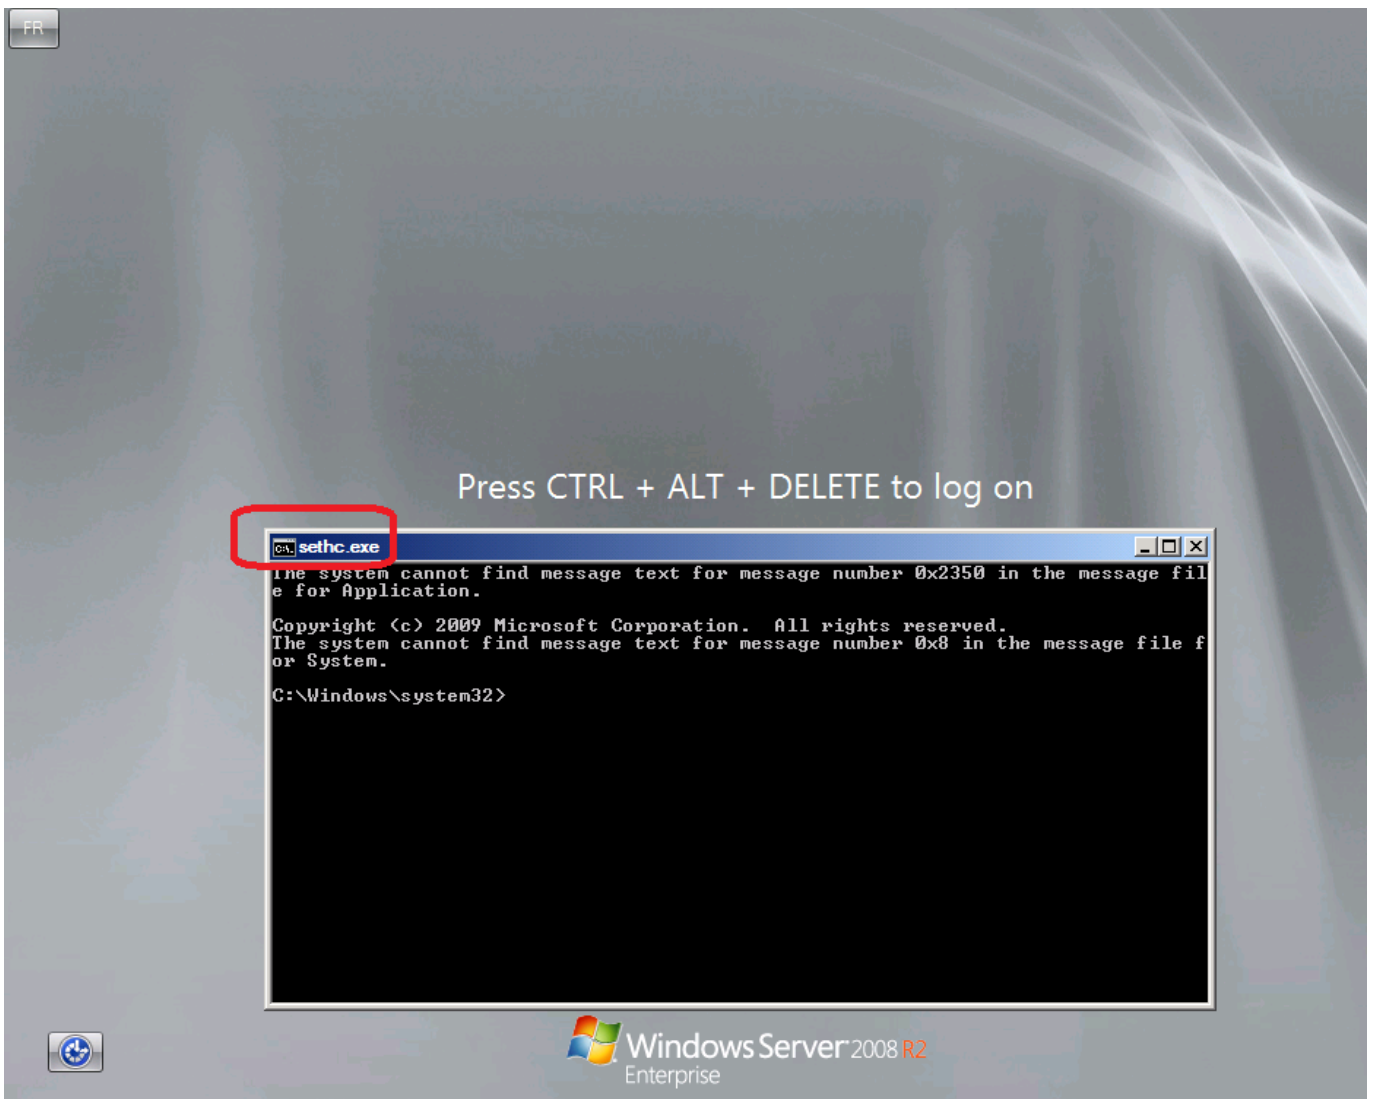 FR
Press CTRL + ALT + DELETE to log on
C:\. sethc.exe
The system cannot find message text for message number 0x2350 in the message fil
e for Application.
Copyright (c) 2009 Microsoft Corporation.  All rights reserved.
The system cannot find message text for message number 0x8 in the message file f
or System.
C:\Windows\system32>
Windows Server 2008 R2
Enterprise